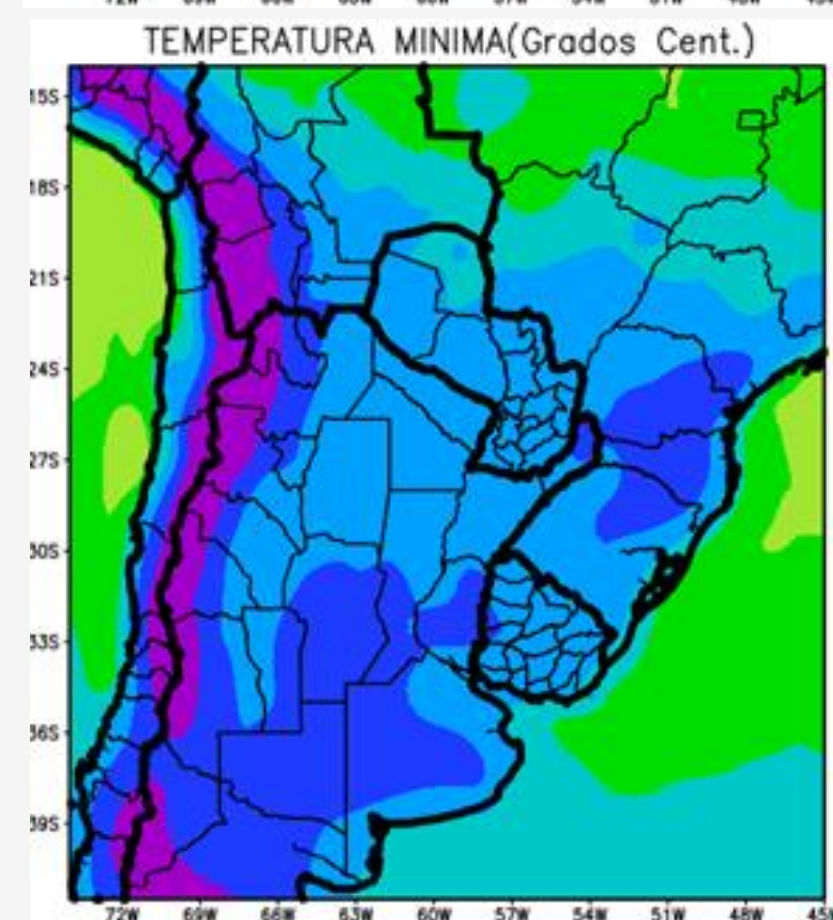 TEMPERATURA MINIMA(Grados Cent.)
15S
18S
21S
24S
27S
30S
33S
36S
39S
72W 69W 66W 63W 60W 57W 54W 51W 48W